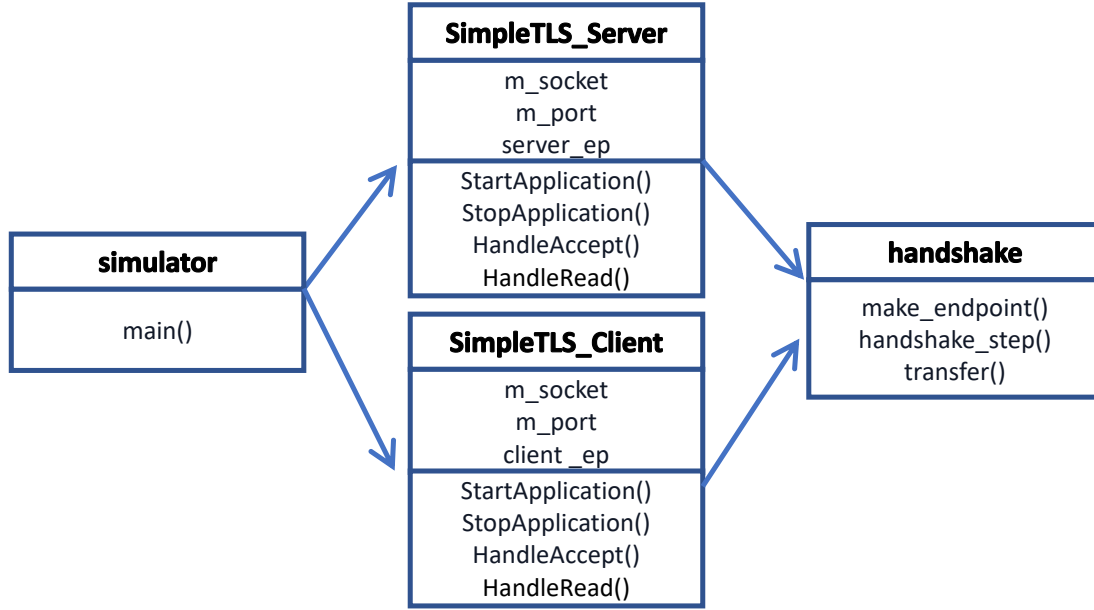 SimpleTLS_Server
m_socket
m_port
server_ep
StartApplication()
StopApplication()
HandleAccept()
HandleRead()
simulator
main()
handshake
make_endpoint()
handshake_step()
transfer()
SimpleTLS_Client
m_socket
m_port
client _ep
StartApplication()
StopApplication()
HandleAccept()
HandleRead()